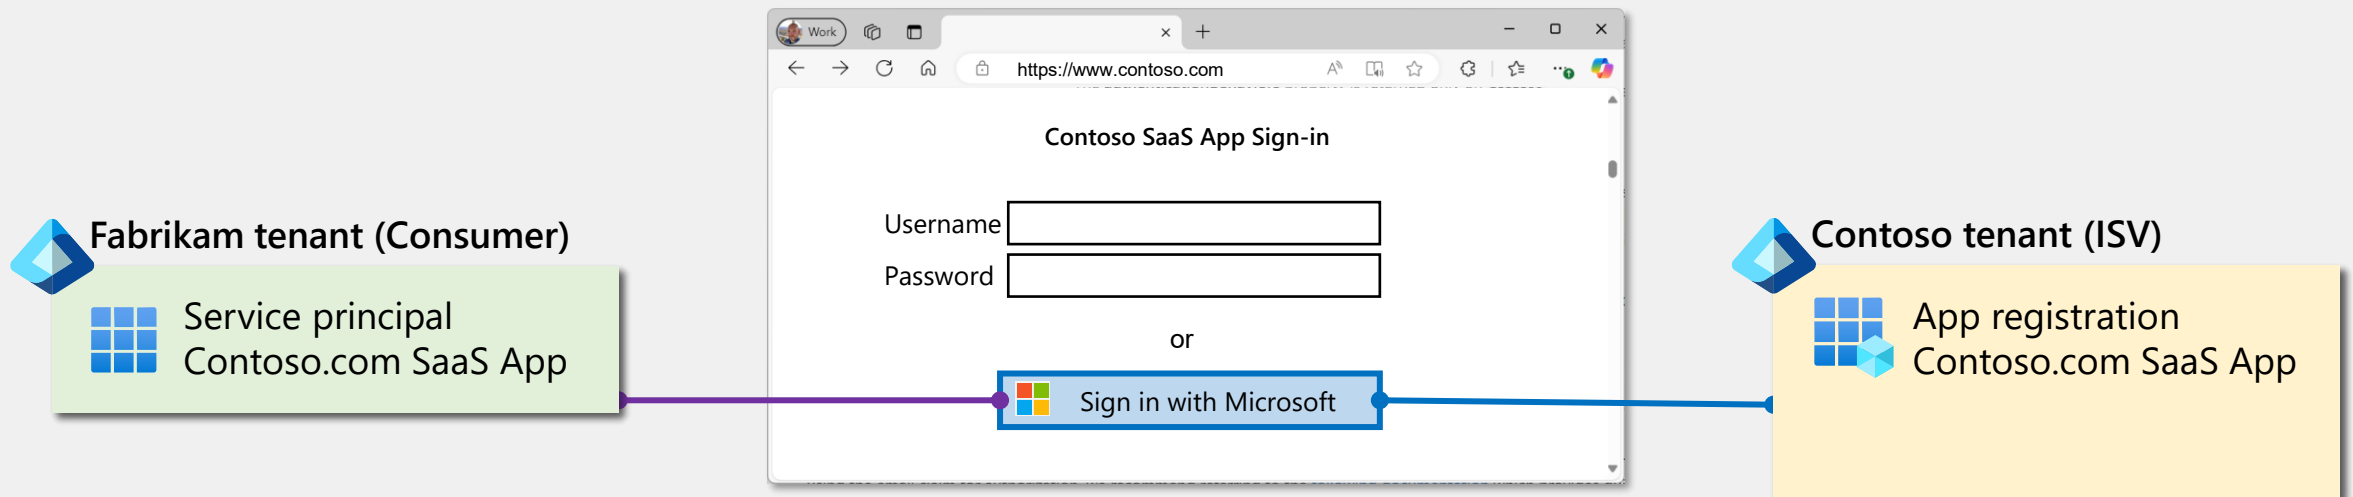 Work
https://www.contoso.com
Contoso SaaS App Sign-in
Username
Password
or
Sign in with Microsoft
Fabrikam tenant (Consumer)
Service principal
Contoso.com SaaS App
Contoso tenant (ISV)
App registration
Contoso.com SaaS App